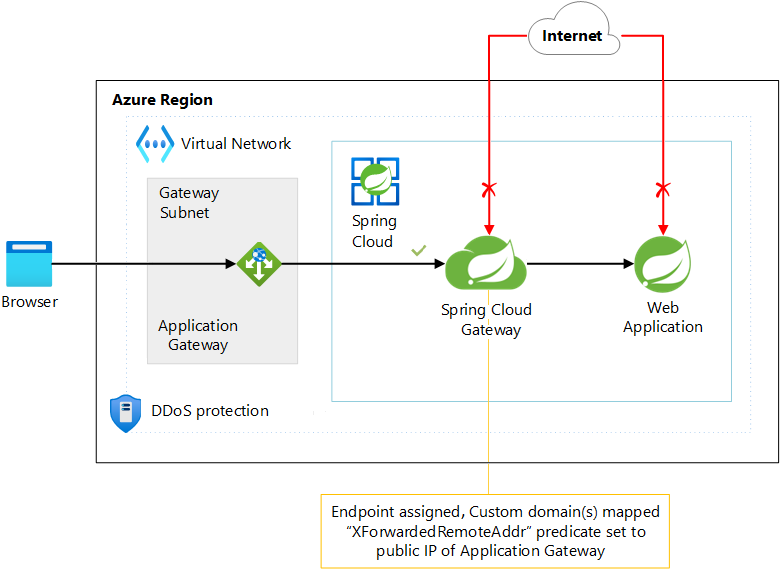 Internet
Azure Region
Virtual Network
Gateway
Subnet
Spring
Cloud
Browser
Application
Gateway
Spring Cloud
Gateway
Web
Application
DDoS protection
Endpoint assigned, Custom domain(s) mapped
“XForwardedRemoteAddr” predicate set to
public IP of Application Gateway